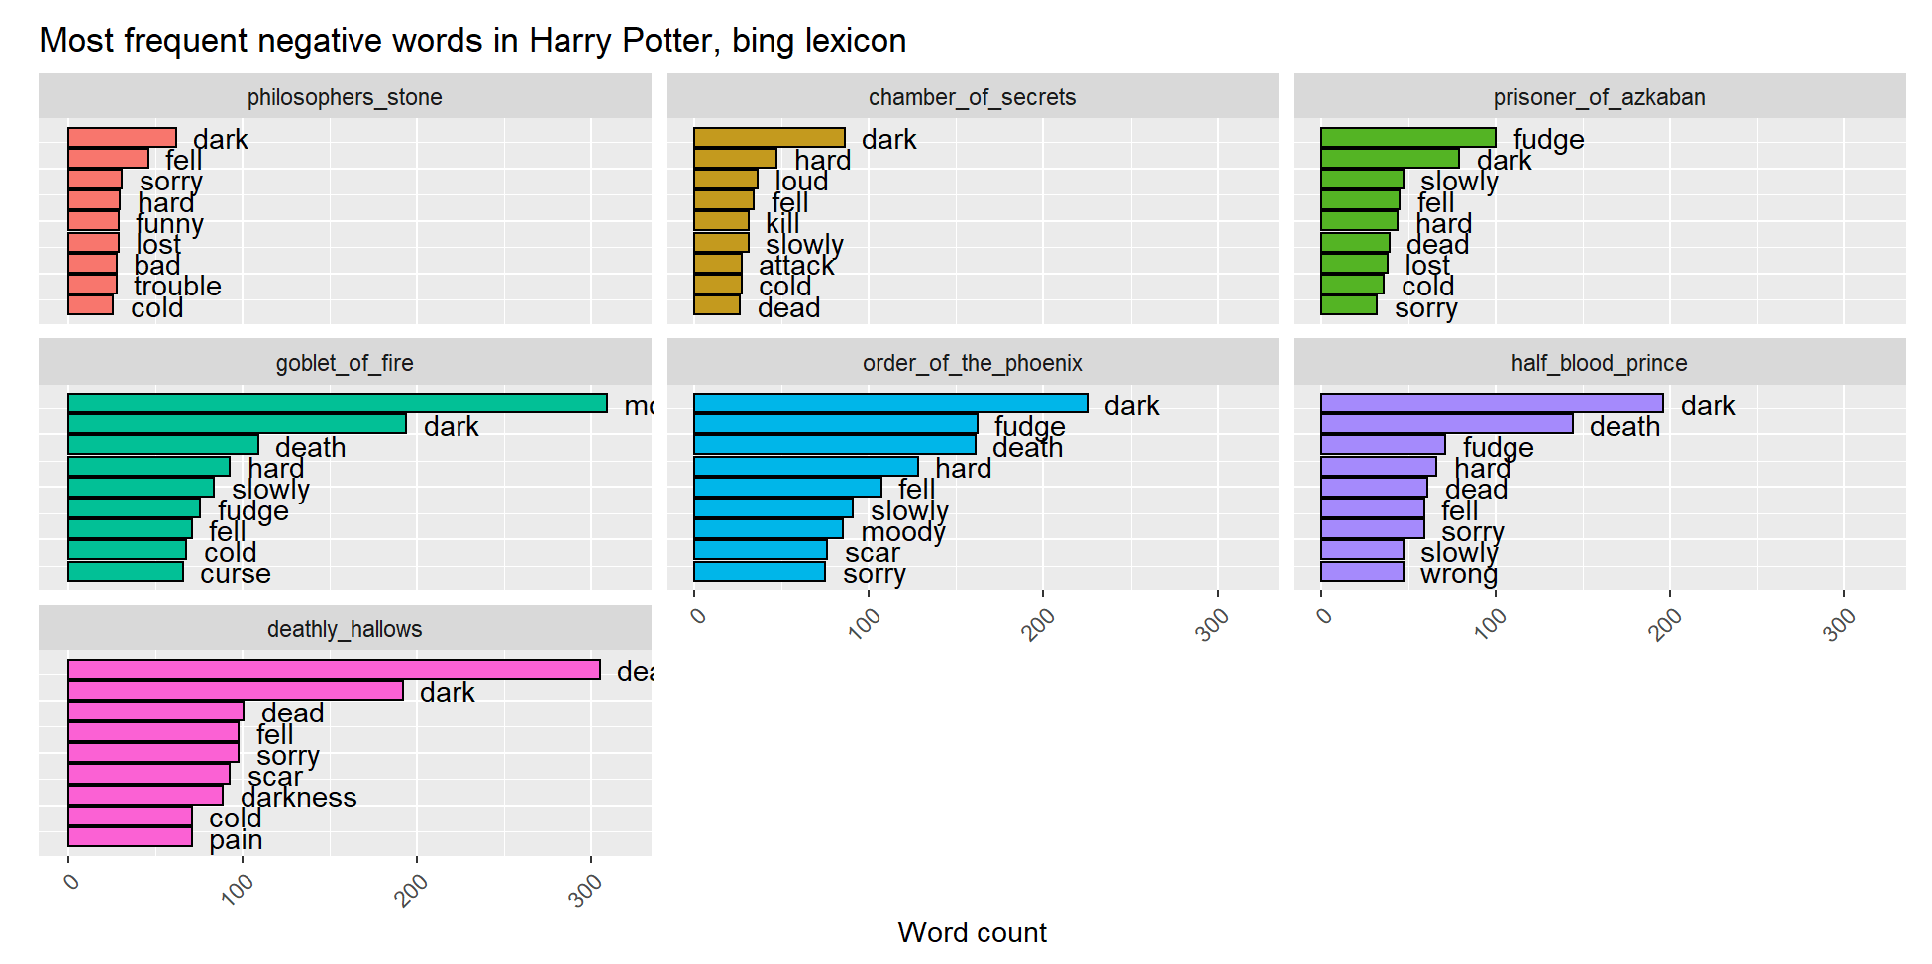 Most frequent negative words in Harry Potter, bing lexicon
philosophers_stone
dark
fell
sorry
hard
funny
lost
bad
trouble
cold
chamber_of_secrets
dark
hard
loud
fell
kill
slowly
attack
cold
dead
prisoner_of_azkaban
fudge
dark
slowly
fell
hard
dead
lost
cold
sorry
goblet_of_fire
dark
death
hard
slowly
fudge
fell
cold
curse
order_of_the_phoenix
dark
fudge
death
hard
fell
slowly
moody
scar
sorry
0 100 200 300
half_blood_prince
dark
death
fudge
hard
dead
fell
sorry
slowly
wrong
0 100 200 300
deathly_hallows
dark
dead
fell
sorry
scar
darkness
cold
pain
0 100 200 300
Word count